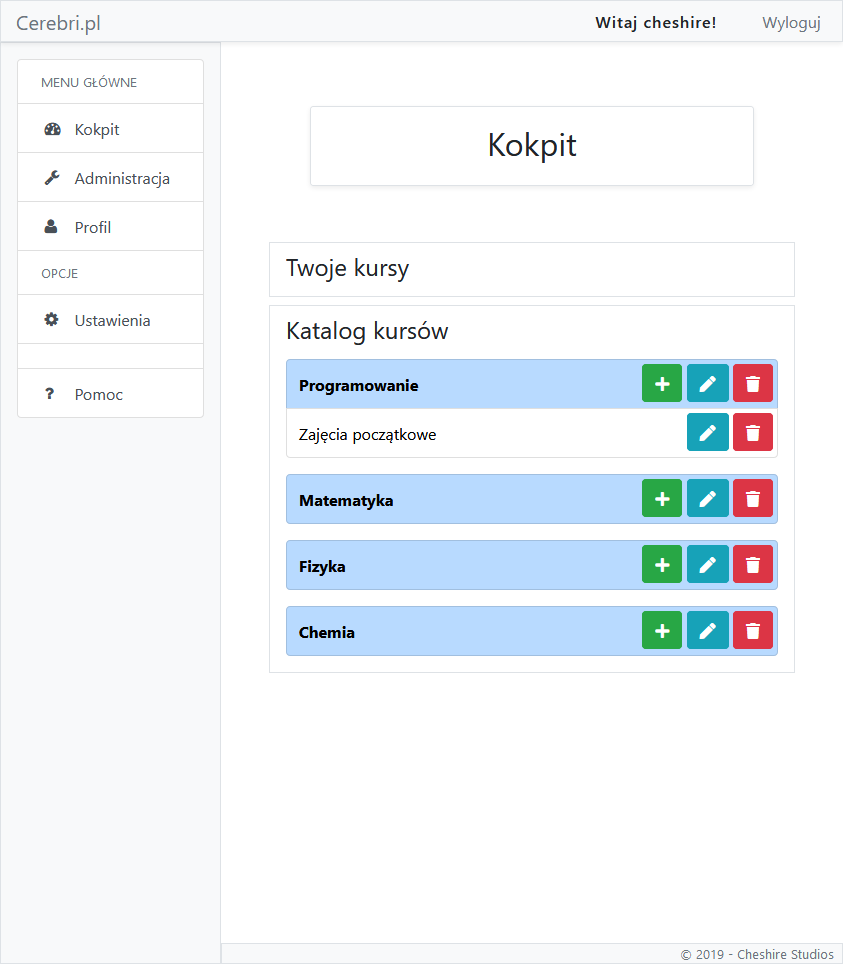 Cerebri.pl
Witaj cheshire!
Wyloguj
MENU GŁÓWNE
Kokpit
Administracja
Profil
OPCJE
Ustawienia
? Pomoc
Kokpit
Twoje kursy
Katalog kursów
Programowanie
Zajęcia początkowe
Matematyka
Fizyka
Chemia
© 2019 - Cheshire Studios